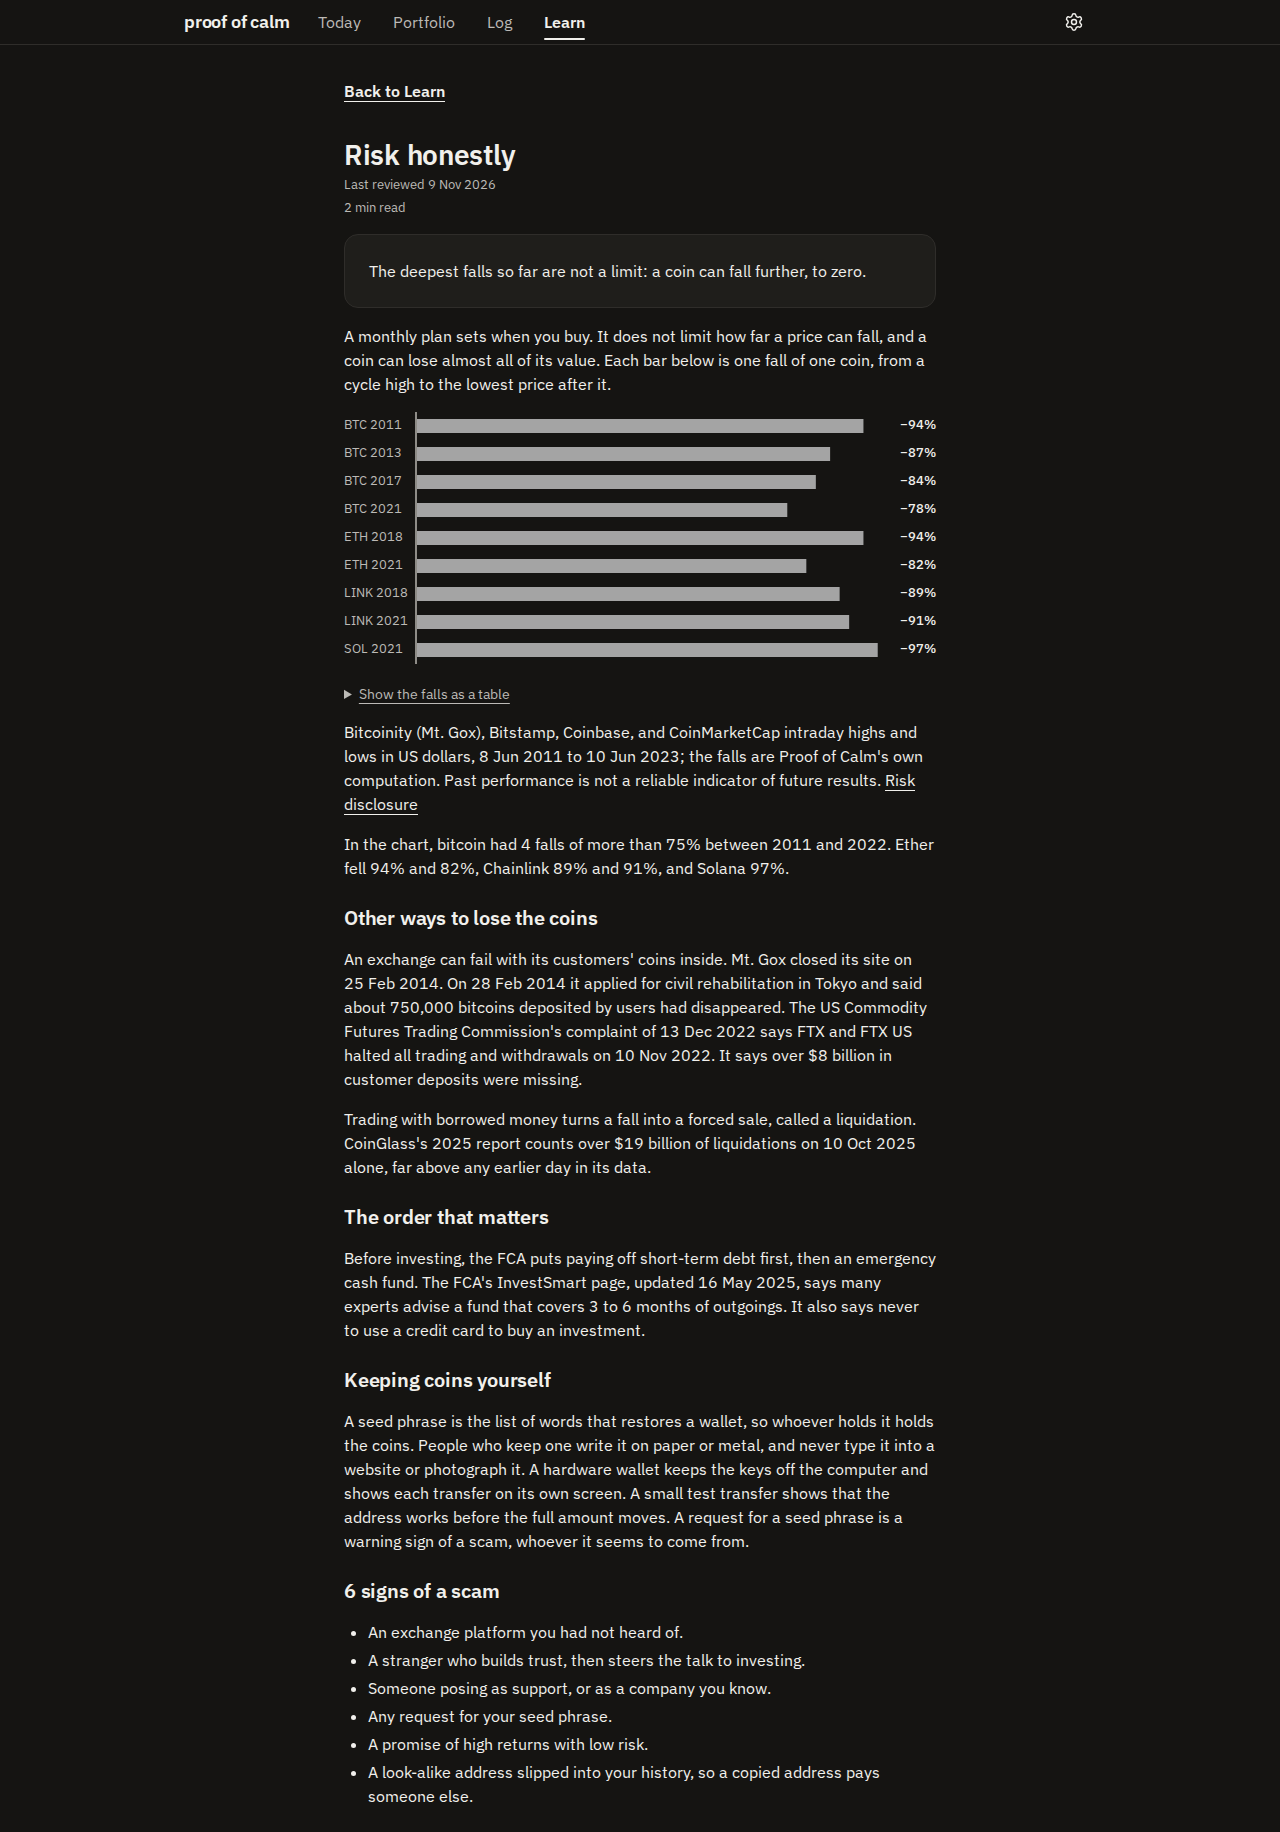 proof of calm Today Portfolio Log Learn
Back to Learn
Risk honestly
Last reviewed 9 Nov 2026
2 min read
The deepest falls so far are not a limit: a coin can fall further, to zero.
A monthly plan sets when you buy. It does not limit how far a price can fall, and a
coin can lose almost all of its value. Each bar below is one fall of one coin, from a
cycle high to the lowest price after it.
BTC 2011 −94%
BTC 2013 −87%
BTC 2017 −84%
BTC 2021 −78%
ETH 2018 −94%
ETH 2021 −82%
LINK 2018 −89%
LINK 2021 −91%
SOL 2021 −97%
Show the falls as a table
Bitcoinity (Mt. Gox), Bitstamp, Coinbase, and CoinMarketCap intraday highs and
lows in US dollars, 8 Jun 2011 to 10 Jun 2023; the falls are Proof of Calm's own
computation. Past performance is not a reliable indicator of future results. Risk
disclosure
In the chart, bitcoin had 4 falls of more than 75% between 2011 and 2022. Ether
fell 94% and 82%, Chainlink 89% and 91%, and Solana 97%.
Other ways to lose the coins
An exchange can fail with its customers' coins inside. Mt. Gox closed its site on
25 Feb 2014. On 28 Feb 2014 it applied for civil rehabilitation in Tokyo and said
about 750,000 bitcoins deposited by users had disappeared. The US Commodity
Futures Trading Commission's complaint of 13 Dec 2022 says FTX and FTX US
halted all trading and withdrawals on 10 Nov 2022. It says over $8 billion in
customer deposits were missing.
Trading with borrowed money turns a fall into a forced sale, called a liquidation.
CoinGlass's 2025 report counts over $19 billion of liquidations on 10 Oct 2025
alone, far above any earlier day in its data.
The order that matters
Before investing, the FCA puts paying off short-term debt first, then an emergency
cash fund. The FCA's InvestSmart page, updated 16 May 2025, says many
experts advise a fund that covers 3 to 6 months of outgoings. It also says never
to use a credit card to buy an investment.
Keeping coins yourself
A seed phrase is the list of words that restores a wallet, so whoever holds it holds
the coins. People who keep one write it on paper or metal, and never type it into a
website or photograph it. A hardware wallet keeps the keys off the computer and
shows each transfer on its own screen. A small test transfer shows that the
address works before the full amount moves. A request for a seed phrase is a
warning sign of a scam, whoever it seems to come from.
6 signs of a scam
• An exchange platform you had not heard of.
• A stranger who builds trust, then steers the talk to investing.
• Someone posing as support, or as a company you know.
• Any request for your seed phrase.
• A promise of high returns with low risk.
• A look-alike address slipped into your history, so a copied address pays
someone else.